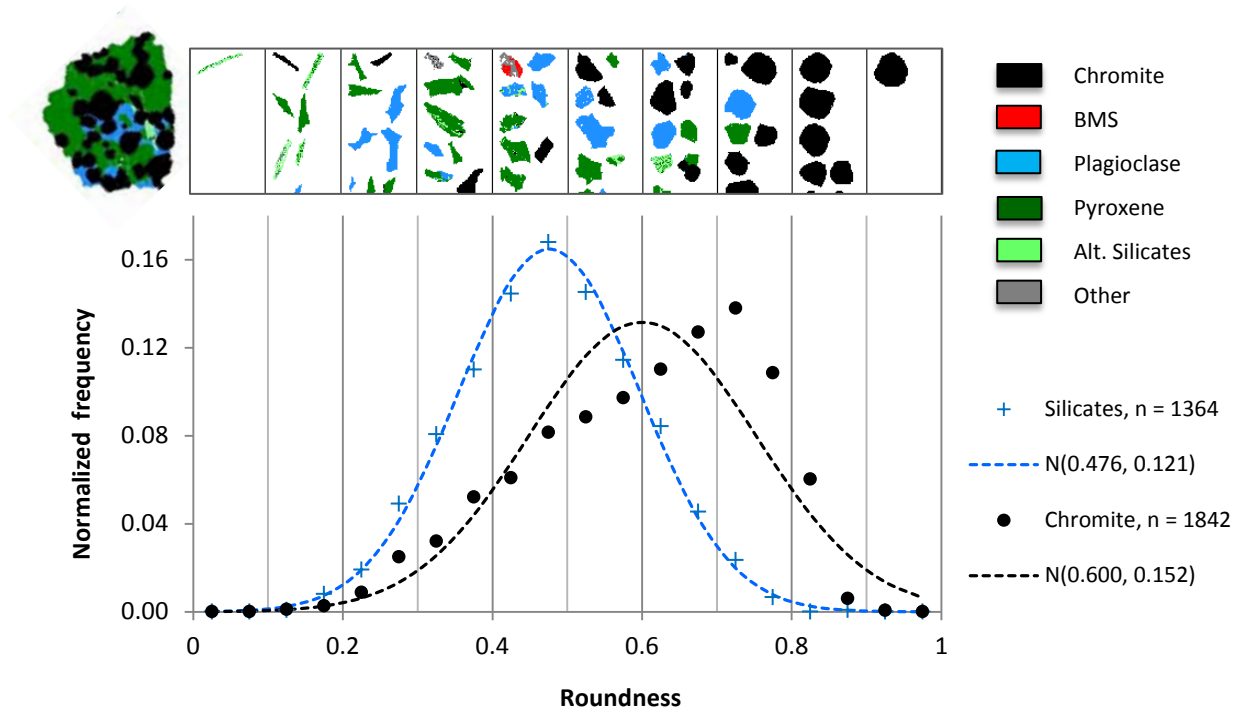 Chromite
BMS
Plagioclase
Pyroxene
Alt. Silicates
Other
0.16
0.12
0.08
0.04
0.00
Normalized frequency
0 0.2 0.4 0.6 0.8 1
Roundness
Silicates, n = 1364
N(0.476, 0.121)
Chromite, n = 1842
N(0.600, 0.152)